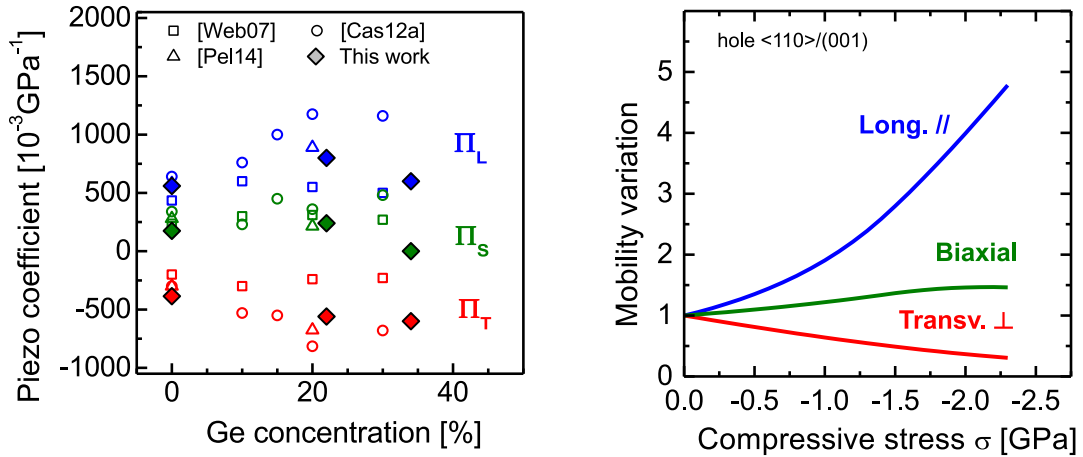 [Web07] [Cas12a]
[Pel14] This work
2000
1500
1000
500
0
-500
-1000
Piezo coefficient [10⁻³GPa⁻¹]
Π_L
Π_S
Π_T
0 20 40
Ge concentration [%]
hole <110>/(001)
5
4
3
2
1
0
Mobility variation
Long. //
Biaxial
Transv. ⊥
0.0 -0.5 -1.0 -1.5 -2.0 -2.5
Compressive stress σ [GPa]